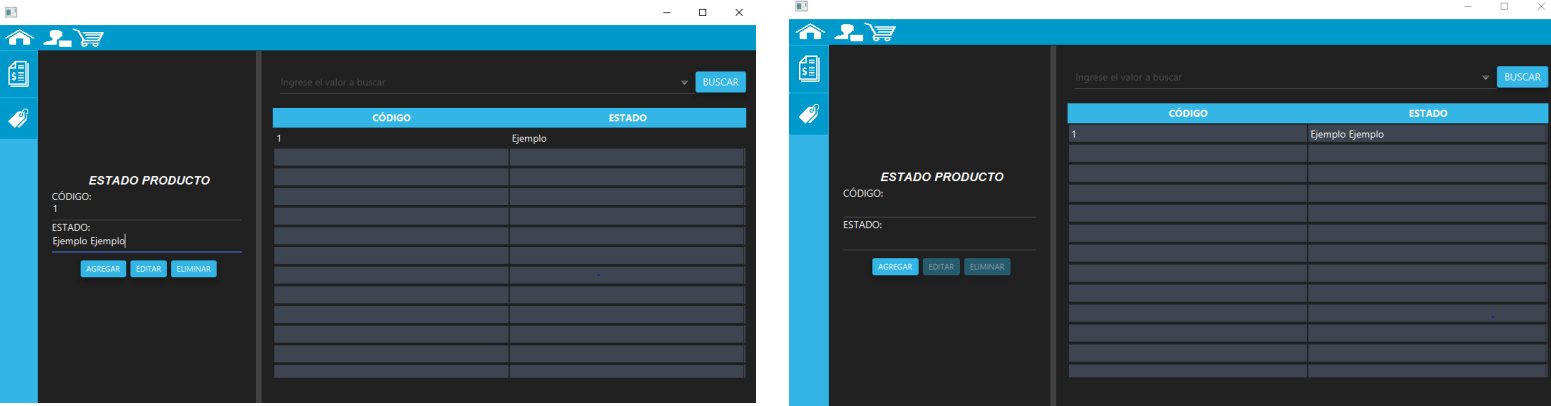 Ingrese el valor a buscar
BUSCAR
CÓDIGO ESTADO
1 Ejemplo
ESTADO PRODUCTO
CÓDIGO:
1
ESTADO:
Ejemplo Ejemplo
AGREGAR EDITAR ELIMINAR
Ingrese el valor a buscar
BUSCAR
CÓDIGO ESTADO
1 Ejemplo Ejemplo
ESTADO PRODUCTO
CÓDIGO:
ESTADO:
AGREGAR EDITAR ELIMINAR